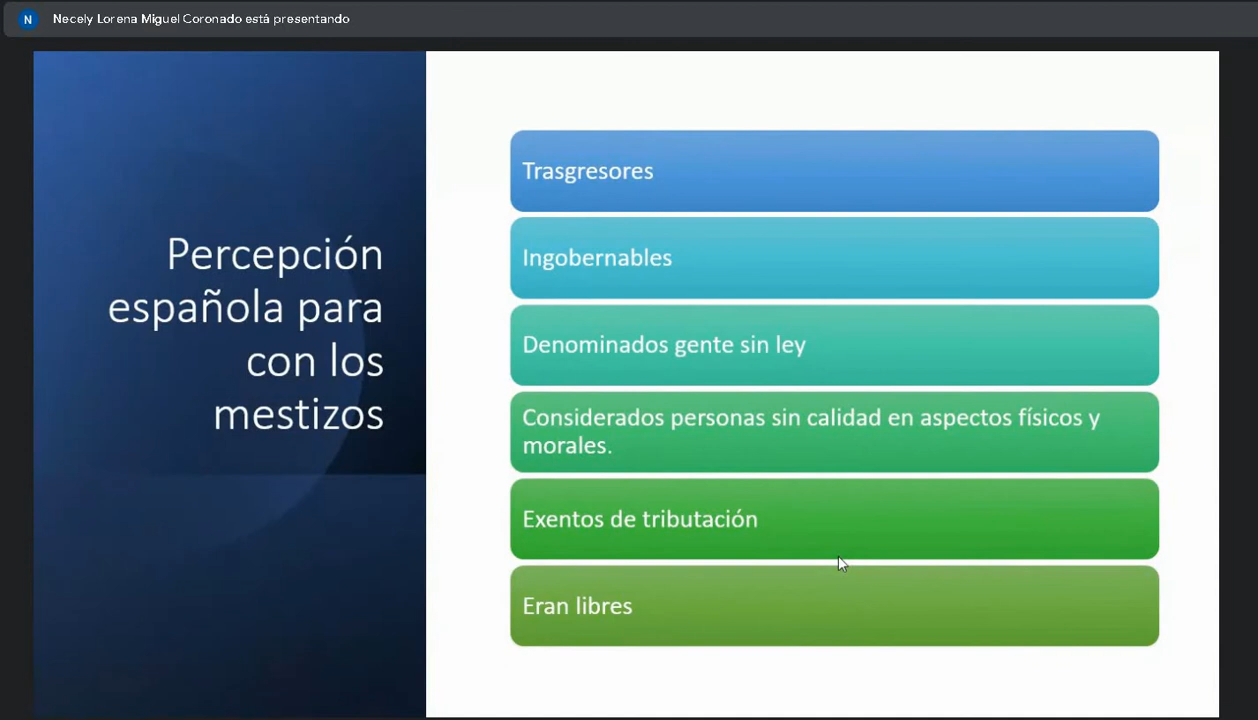 N
Necely Lorena Miguel Coronado está presentando
Percepción
española para
con los
mestizos
Trasgresores
Ingobernables
Denominados gente sin ley
Considerados personas sin calidad en aspectos físicos y
morales.
Exentos de tributación
Eran libres